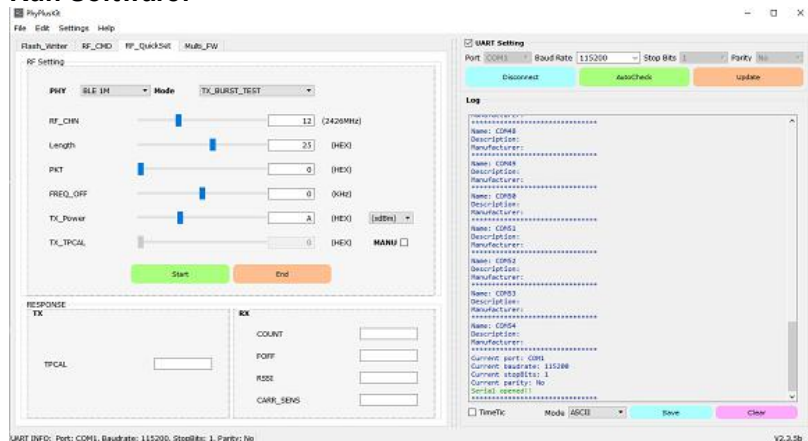 PhyPlusKit
File Edit Settings Help
Flash_Writer RF_CMD RF_QuickSet Multi_FW
RF Setting
PHY BLE 1M Mode TX_BURST_TEST
RF_CHN 12 (2426MHz)
Length 25 (HEX)
PKT 0 (HEX)
FREQ_OFF 0 (KHz)
TX_Power A (HEX) (xdBm)
TX_TPCAL 0 (HEX) MANU
Start End
RESPONSE
TX
TPCAL
RX
COUNT
FOFF
RSSI
CARR_SENS
UART Setting
Port COM1 Baud Rate 115200 Stop Bits 1 Parity No
Disconnect AutoCheck Update
Log
Manufacturer:
********************************
Name: COM48
Description:
Manufacturer:
********************************
Name: COM49
Description:
Manufacturer:
********************************
Name: COM50
Description:
Manufacturer:
********************************
Name: COM51
Description:
Manufacturer:
********************************
Name: COM52
Description:
Manufacturer:
********************************
Name: COM53
Description:
Manufacturer:
********************************
Name: COM54
Description:
Manufacturer:
********************************
Current port: COM1
Current baudrate: 115200
Current stopBits: 1
Current parity: No
Serial opened!!
********************************
TimeTic Mode ASCII Save Clear
UART INFO: Port: COM1, Baudrate: 115200, StopBits: 1, Parity: No V2.3.5b